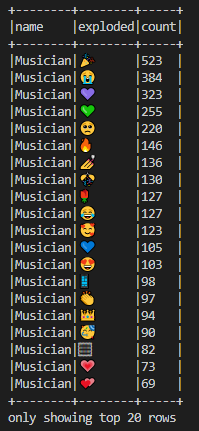 +--------+--------+-----+
|name    |exploded|count|
+--------+--------+-----+
|Musician|🎉|523  |
|Musician|😭|384  |
|Musician|💜|323  |
|Musician|💚|255  |
|Musician|🥺|220  |
|Musician|🔥|146  |
|Musician|💅|136  |
|Musician|130  |
|Musician|🌹|127  |
|Musician|😂|127  |
|Musician|🥰|123  |
|Musician|💙|105  |
|Musician|😍|103  |
|Musician|98   |
|Musician|👏|97   |
|Musician|👑|94   |
|Musician|🥳|90   |
|Musician|82   |
|Musician|💗|73   |
|Musician|💕|69   |
+--------+--------+-----+
only showing top 20 rows